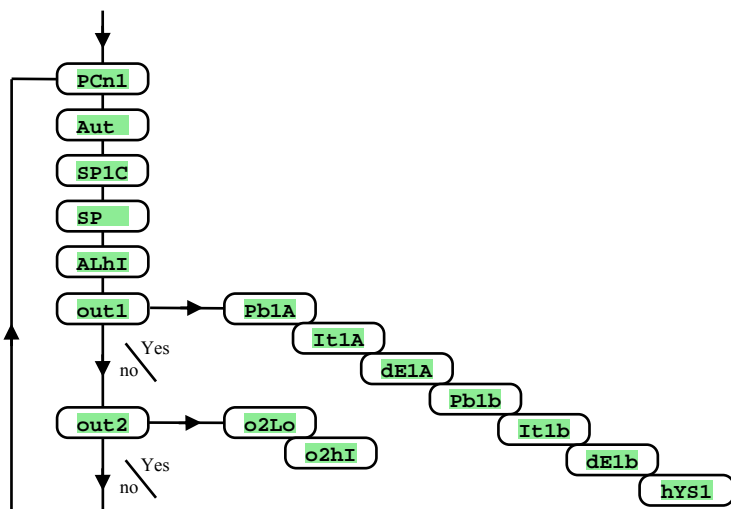 PCn1
Aut
SP1C
SP
ALhI
out1
Pb1A
It1A
Yes
no
dE1A
Pb1b
out2
o2Lo
It1b
o2hI
dE1b
Yes
no
hYS1